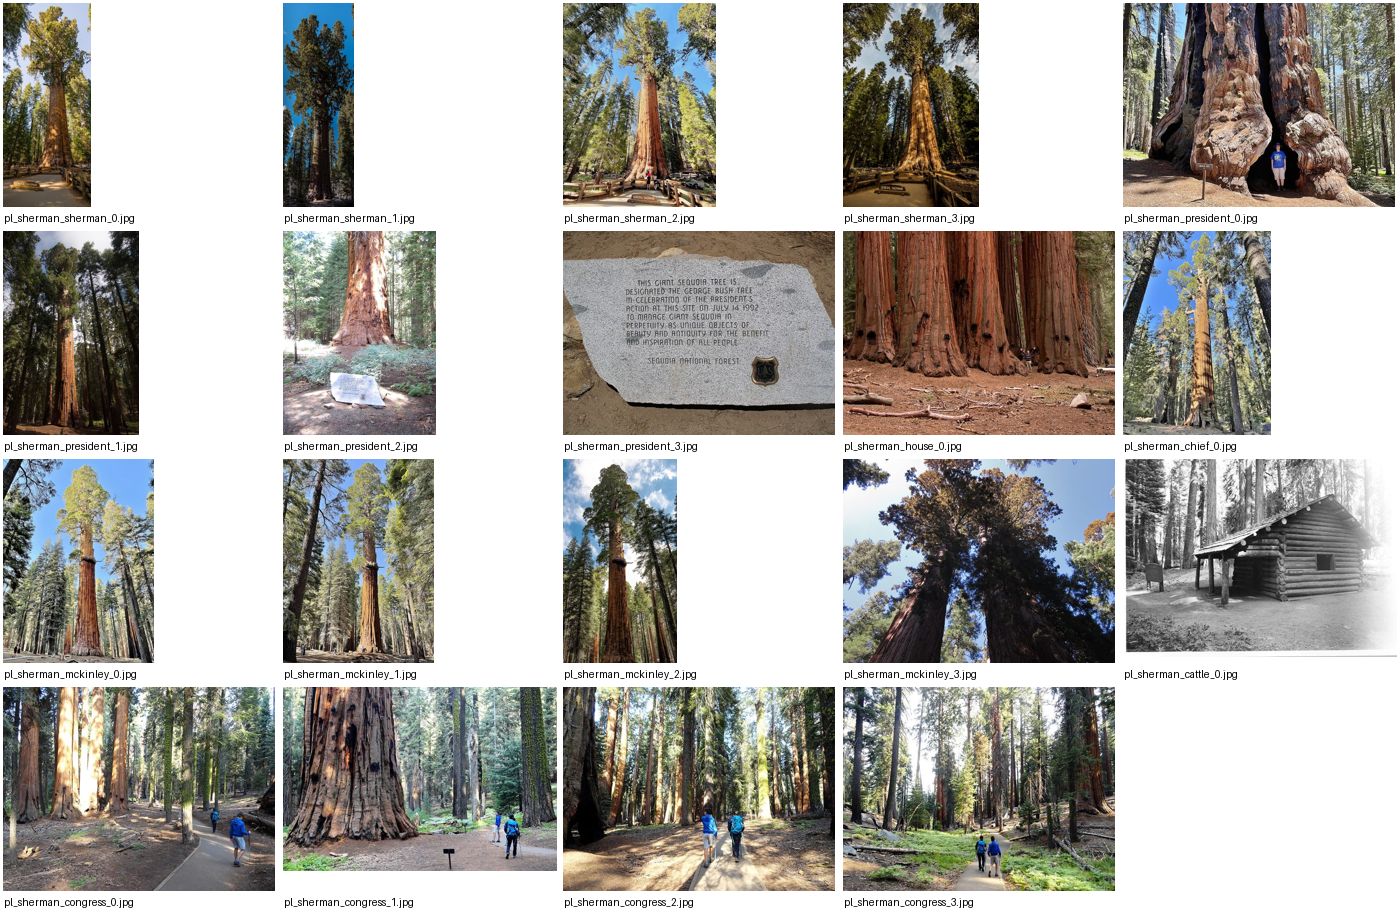 pl_sherman_sherman_0.jpg
pl_sherman_sherman_1.jpg
pl_sherman_sherman_2.jpg
pl_sherman_sherman_3.jpg
pl_sherman_president_0.jpg
THIS GIANT SEQUOIA TREE IS
DESIGNATED THE GEORGE BUSH TREE
IN CELEBRATION OF THE PRESIDENT'S
ACTION AT THIS SITE ON JULY 14 1992
TO MANAGE GIANT SEQUOIA IN
PERPETUITY AS UNIQUE OBJECTS OF
BEAUTY AND ANTIQUITY FOR THE BENEFIT
AND INSPIRATION OF ALL PEOPLE
SEQUOIA NATIONAL FOREST
pl_sherman_president_1.jpg
pl_sherman_president_2.jpg
pl_sherman_president_3.jpg
pl_sherman_house_0.jpg
pl_sherman_chief_0.jpg
pl_sherman_mckinley_0.jpg
pl_sherman_mckinley_1.jpg
pl_sherman_mckinley_2.jpg
pl_sherman_mckinley_3.jpg
pl_sherman_cattle_0.jpg
pl_sherman_congress_0.jpg
pl_sherman_congress_1.jpg
pl_sherman_congress_2.jpg
pl_sherman_congress_3.jpg